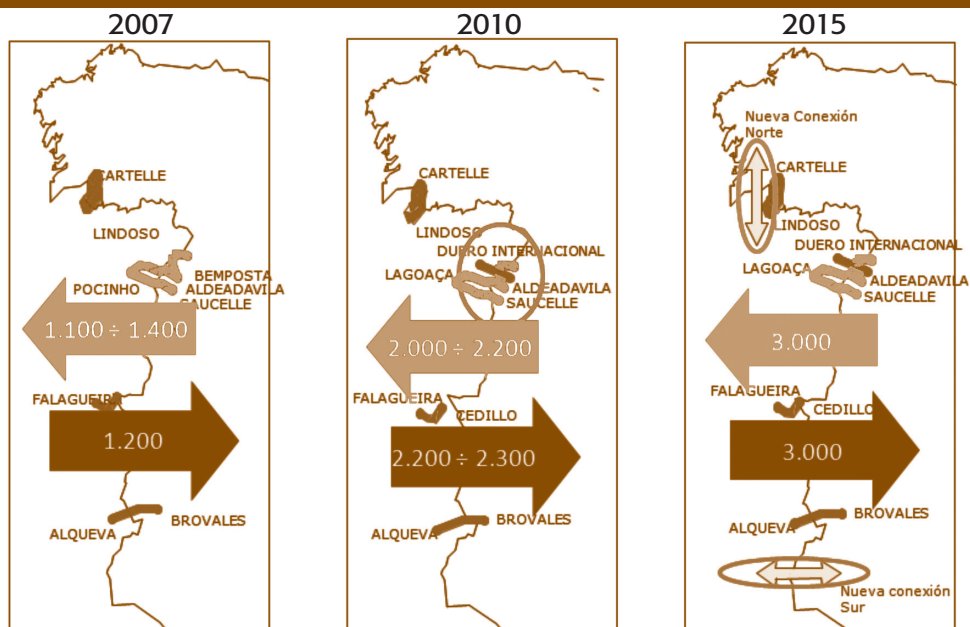 2007
CARTELLE
LINDOSO
BEMPOSTA
POCINHO
ALDEADAVILA
SAUCELLE
1.100 ÷ 1.400
FALAGUEIRA
1.200
BROVALES
ALQUEVA
2010
CARTELLE
LINDOSO
DUERO INTERNACIONAL
LAGOAÇA
ALDEADAVILA
SAUCELLE
2.000 ÷ 2.200
FALAGUEIRA
CEDILLO
2.200 ÷ 2.300
BROVALES
ALQUEVA
2015
Nueva Conexión
Norte
CARTELLE
LINDOSO
DUERO INTERNACIONAL
LAGOAÇA
ALDEADAVILA
SAUCELLE
3.000
FALAGUEIRA
CEDILLO
3.000
BROVALES
ALQUEVA
Nueva conexión
Sur